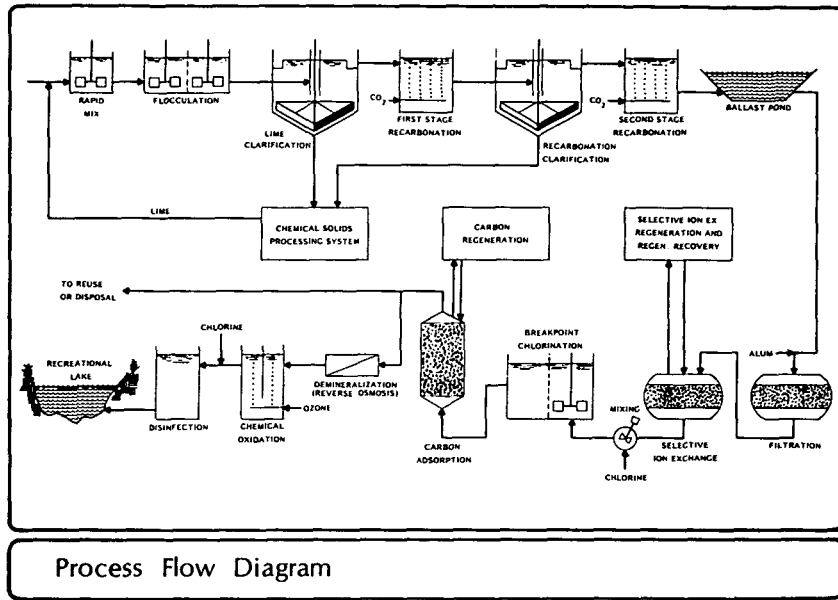 RAPID
MIX
FLOCCULATION
LIME
CLARIFICATION
CO2
FIRST STAGE
RECARBONATION
RECARBONATION
CLARIFICATION
CO2
SECOND STAGE
RECARBONATION
BALLAST POND
LIME
CHEMICAL SOLIDS
PROCESSING SYSTEM
CARBON
REGENERATION
SELECTIVE ION EX
REGENERATION AND
REGEN. RECOVERY
TO REUSE
OR DISPOSAL
CHLORINE
RECREATIONAL
LAKE
DISINFECTION
CHEMICAL
OXIDATION
OZONE
DEMINERALIZATION
(REVERSE OSMOSIS)
CARBON
ADSORPTION
BREAKPOINT
CHLORINATION
MIXING
CHLORINE
SELECTIVE
ION EXCHANGE
ALUM
FILTRATION
Process Flow Diagram